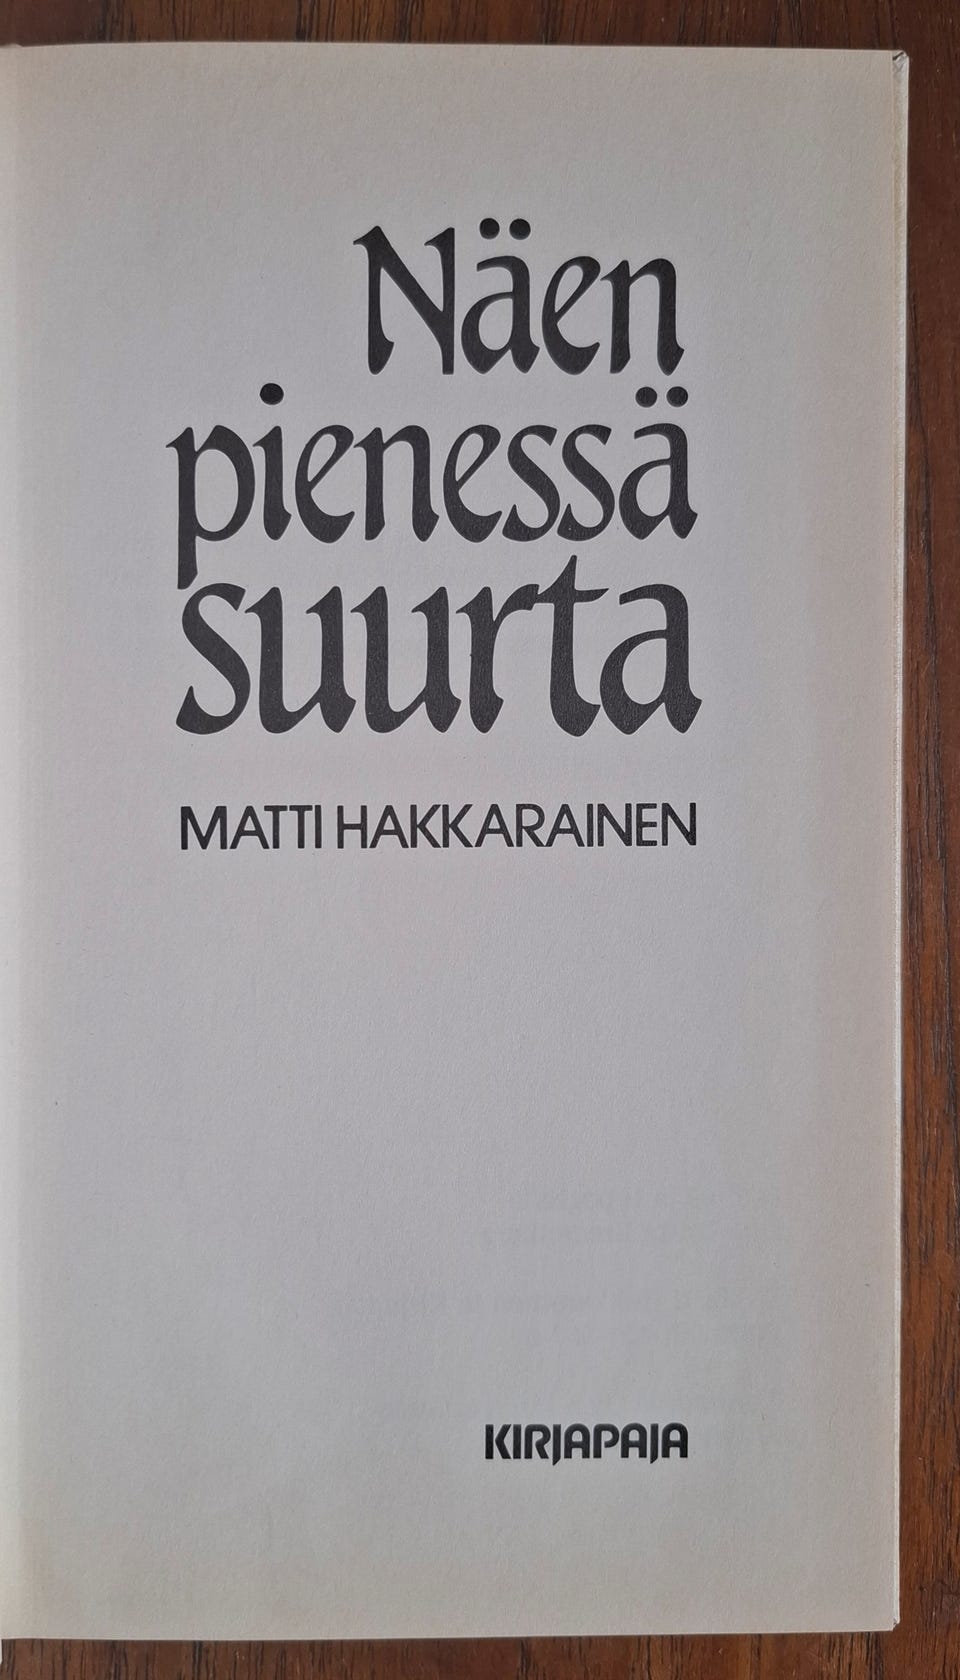 Näen
pienessä
suurta
MATTI HAKKARAINEN
KIRJAPAJA